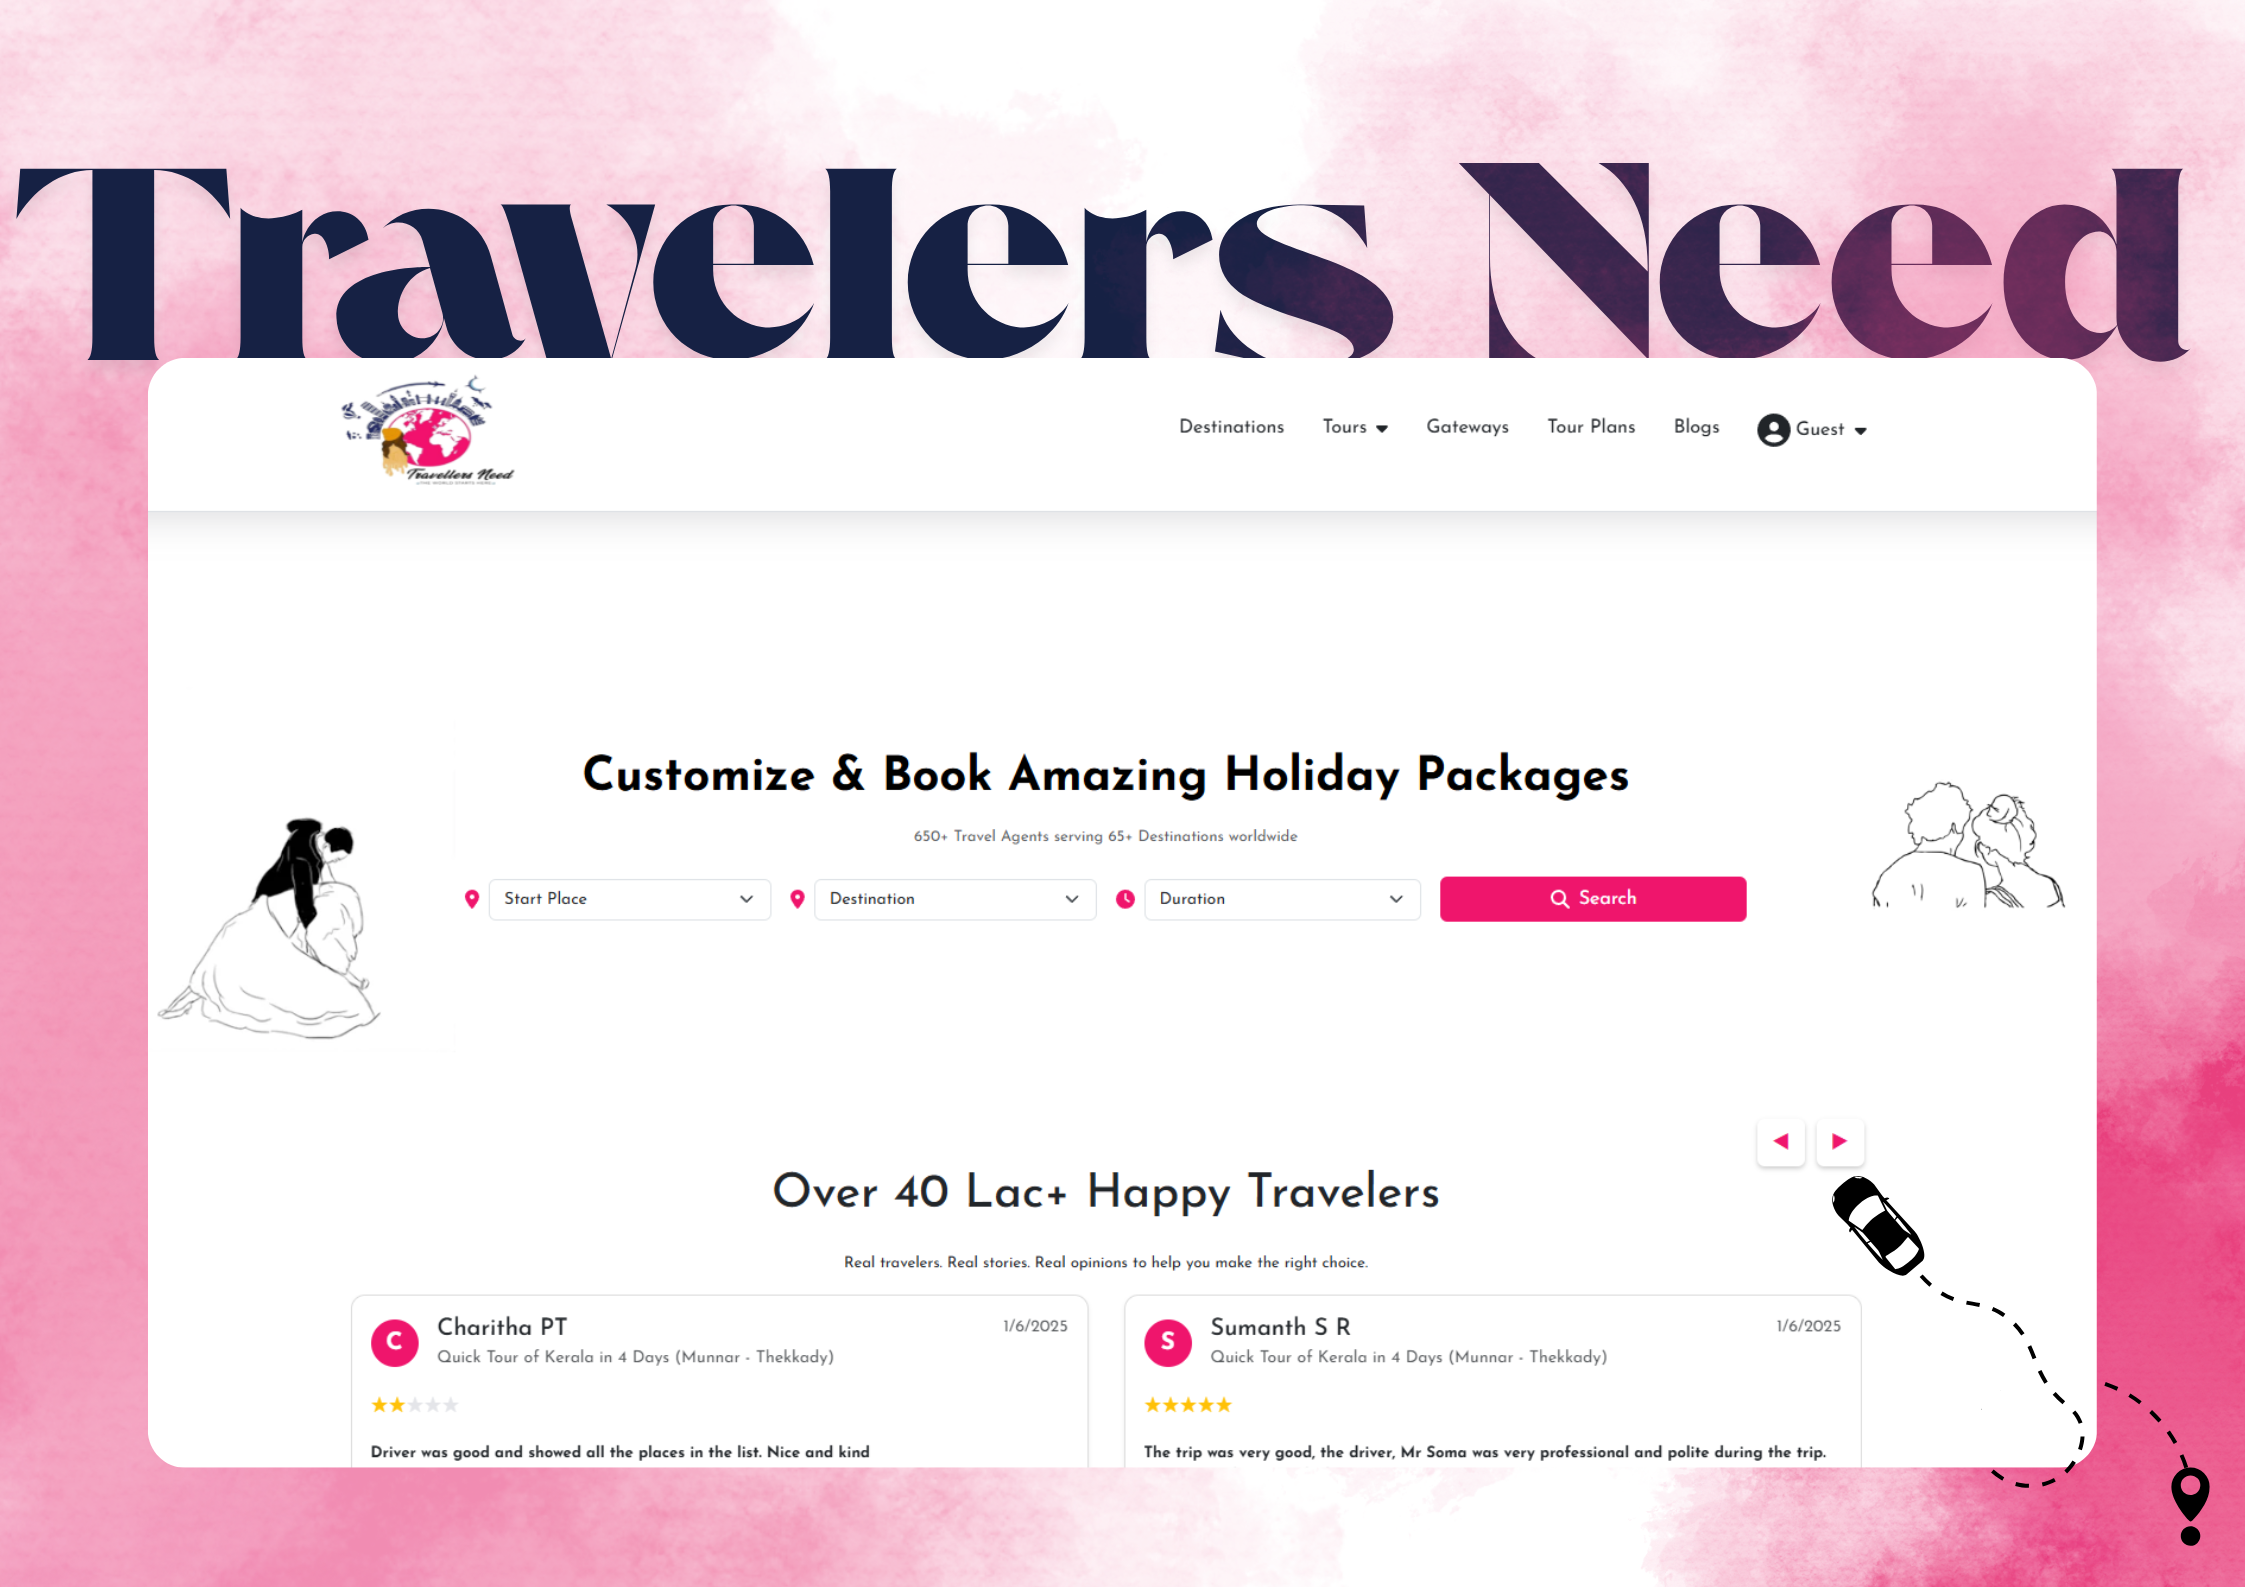 Travelers Need
Travellers Need
Destinations Tours Gateways Tour Plans Blogs Guest
Customize & Book Amazing Holiday Packages
650+ Travel Agents serving 65+ Destinations worldwide
Start Place Destination Duration Search
Over 40 Lac+ Happy Travelers
Real travelers. Real stories. Real opinions to help you make the right choice.
C Charitha PT 1/6/2025
Quick Tour of Kerala in 4 Days (Munnar - Thekkady)
Driver was good and showed all the places in the list. Nice and kind
S Sumanth S R 1/6/2025
Quick Tour of Kerala in 4 Days (Munnar - Thekkady)
The trip was very good, the driver, Mr Soma was very professional and polite during the trip.